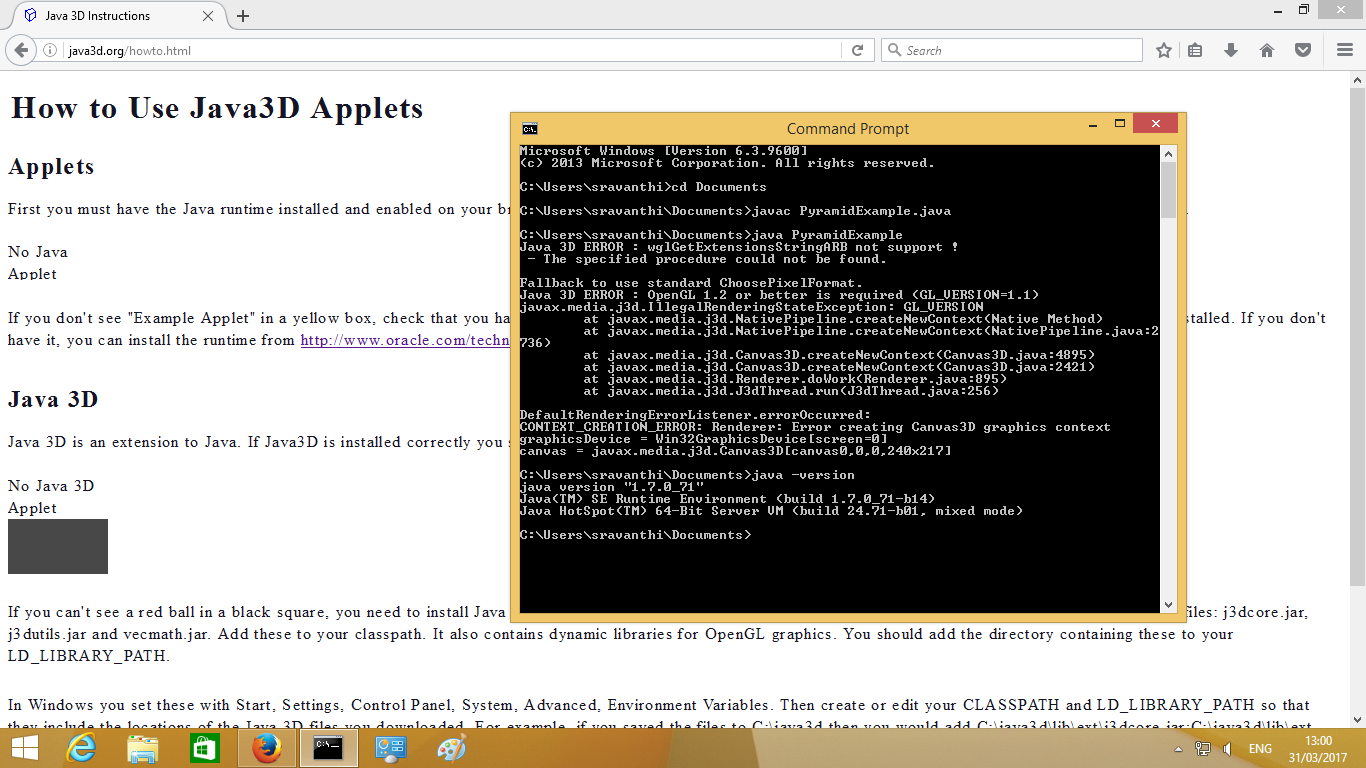 Java 3D Instructions
java3d.org/howto.html
Search
How to Use Java3D Applets
Applets
First you must have the Java runtime installed and enabled on your
No Java
Applet
If you don't see "Example Applet" in a yellow box, check that you
installed. If you don't
have it, you can install the runtime from http://www.oracle.com/techn
Java 3D
Java 3D is an extension to Java. If Java3D is installed correctly you
No Java 3D
Applet
If you can't see a red ball in a black square, you need to install Java
files: j3dcore.jar,
j3dutils.jar and vecmath.jar. Add these to your classpath. It also contains dynamic libraries for OpenGL graphics. You should add the directory containing these to your
LD_LIBRARY_PATH.
In Windows you set these with Start, Settings, Control Panel, System, Advanced, Environment Variables. Then create or edit your CLASSPATH and LD_LIBRARY_PATH so that
they include the locations of the Java 3D files you downloaded. For example, if you saved the files to C:\java3d then you would add C:\java3d\lib\ext\j3dcore.jar;C:\java3d\lib\ext
Command Prompt
Microsoft Windows [Version 6.3.9600]
(c) 2013 Microsoft Corporation. All rights reserved.
C:\Users\sravanthi>cd Documents
C:\Users\sravanthi\Documents>javac PyramidExample.java
C:\Users\sravanthi\Documents>java PyramidExample
Java 3D ERROR : wglGetExtensionsStringARB not support !
- The specified procedure could not be found.
Fallback to use standard ChoosePixelFormat.
Java 3D ERROR : OpenGL 1.2 or better is required (GL_VERSION=1.1)
javax.media.j3d.IllegalRenderingStateException: GL_VERSION
at javax.media.j3d.NativePipeline.createNewContext(Native Method)
at javax.media.j3d.NativePipeline.createNewContext(NativePipeline.java:2
736)
at javax.media.j3d.Canvas3D.createNewContext(Canvas3D.java:4895)
at javax.media.j3d.Canvas3D.createNewContext(Canvas3D.java:2421)
at javax.media.j3d.Renderer.doWork(Renderer.java:895)
at javax.media.j3d.J3dThread.run(J3dThread.java:256)
DefaultRenderingErrorListener.errorOccurred:
CONTEXT_CREATION_ERROR: Renderer: Error creating Canvas3D graphics context
graphicsDevice = Win32GraphicsDevice[screen=0]
canvas = javax.media.j3d.Canvas3D[canvas0,0,0,240x217]
C:\Users\sravanthi\Documents>java -version
java version "1.7.0_71"
Java(TM) SE Runtime Environment (build 1.7.0_71-b14)
Java HotSpot(TM) 64-Bit Server VM (build 24.71-b01, mixed mode)
C:\Users\sravanthi\Documents>
ENG
13:00
31/03/2017